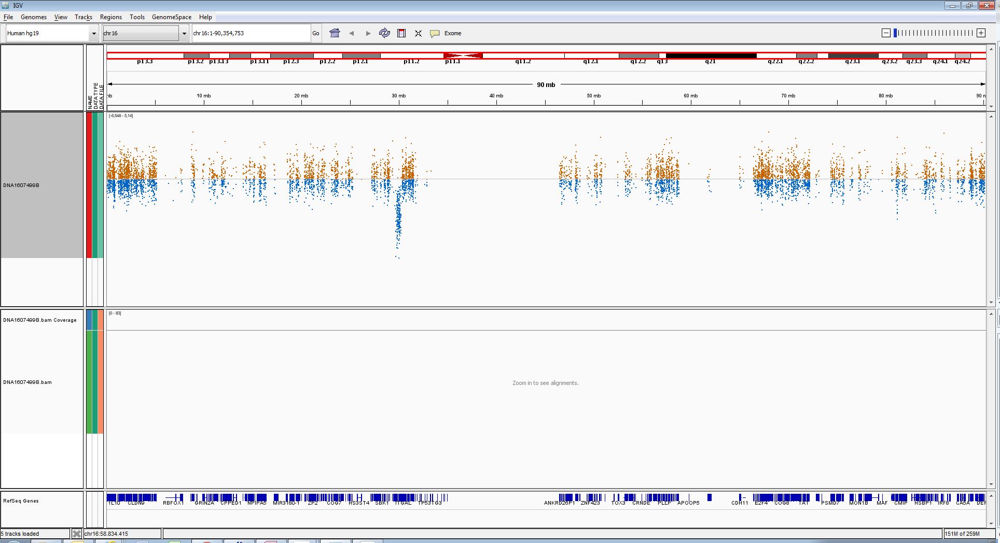 IGV
File Genomes View Tracks Regions Tools GenomeSpace Help
Human hg19 chr16 chr16:1-90,354,753 Go Exome
NAME
DATA TYPE
DATA FILE
p13.3 p13.2 p13.13 p13.11 p12.3 p12.2 p12.1 p11.2 p11.1 q11.2 q12.1 q12.2 q13 q21 q22.1 q22.2 q23.1 q23.2 q23.3 q24.1 q24.2
90 mb
10 mb 20 mb 30 mb 40 mb 50 mb 60 mb 70 mb 80 mb 90 m
[-6,548 - 5,14]
DNA1607499B
DNA1607499B.bam Coverage
[0 - 83]
DNA1607499B.bam
Zoom in to see alignments.
RefSeq Genes
CLDN9 RBFOX1 GRIN2A CPPED1 NPIPA5 MIR3180-1 ZP2 COG7 HS3ST4 SBK1 ITGAL TP53TG3 ANKRD26P1 ZNF423 TOX3 CRNDE PLLP APOOP5 CDH11 E2F4 COG8 TAT PSMD7 MON1B MAF CMIP HSBP1 IRF8 CA5A DEF
5 tracks loaded chr16:58.834.415 151M of 259M